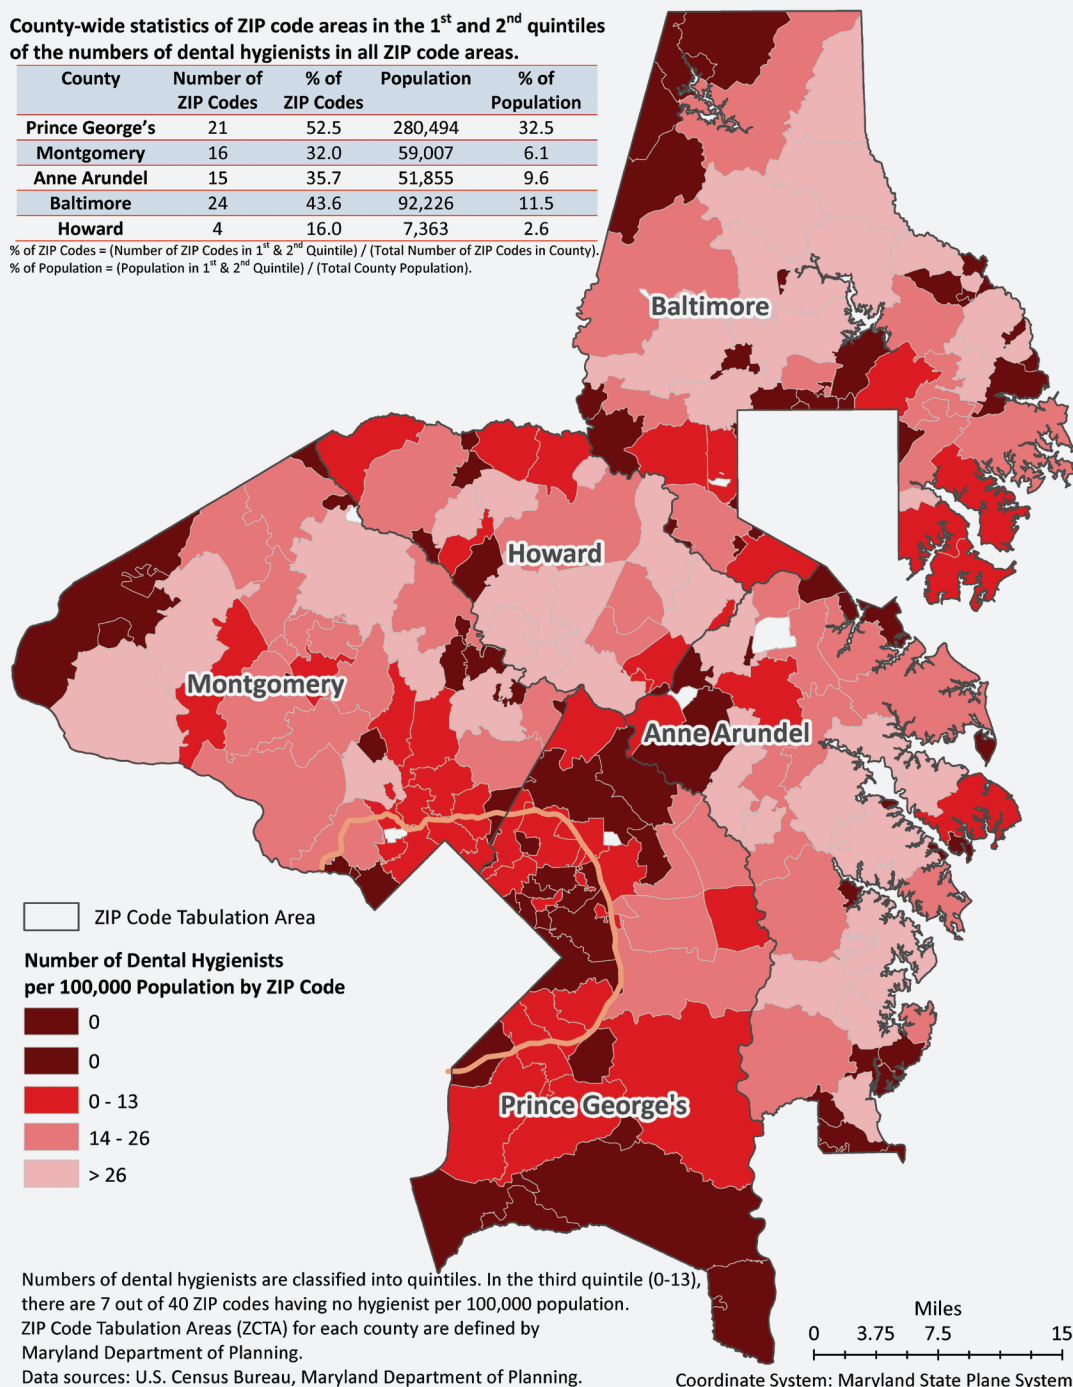 County-wide statistics of ZIP code areas in the 1st and 2nd quintiles
of the numbers of dental hygienists in all ZIP code areas.
County Number of ZIP Codes % of ZIP Codes Population % of Population
Prince George's 21 52.5 280,494 32.5
Montgomery 16 32.0 59,007 6.1
Anne Arundel 15 35.7 51,855 9.6
Baltimore 24 43.6 92,226 11.5
Howard 4 16.0 7,363 2.6
% of ZIP Codes = (Number of ZIP Codes in 1st & 2nd Quintile) / (Total Number of ZIP Codes in County).
% of Population = (Population in 1st & 2nd Quintile) / (Total County Population).
Baltimore
Howard
Montgomery
Anne Arundel
Prince George's
ZIP Code Tabulation Area
Number of Dental Hygienists
per 100,000 Population by ZIP Code
0
0
0 - 13
14 - 26
> 26
Numbers of dental hygienists are classified into quintiles. In the third quintile (0-13),
there are 7 out of 40 ZIP codes having no hygienist per 100,000 population.
ZIP Code Tabulation Areas (ZCTA) for each county are defined by
Maryland Department of Planning.
Data sources: U.S. Census Bureau, Maryland Department of Planning.
Miles
0 3.75 7.5 15
Coordinate System: Maryland State Plane System